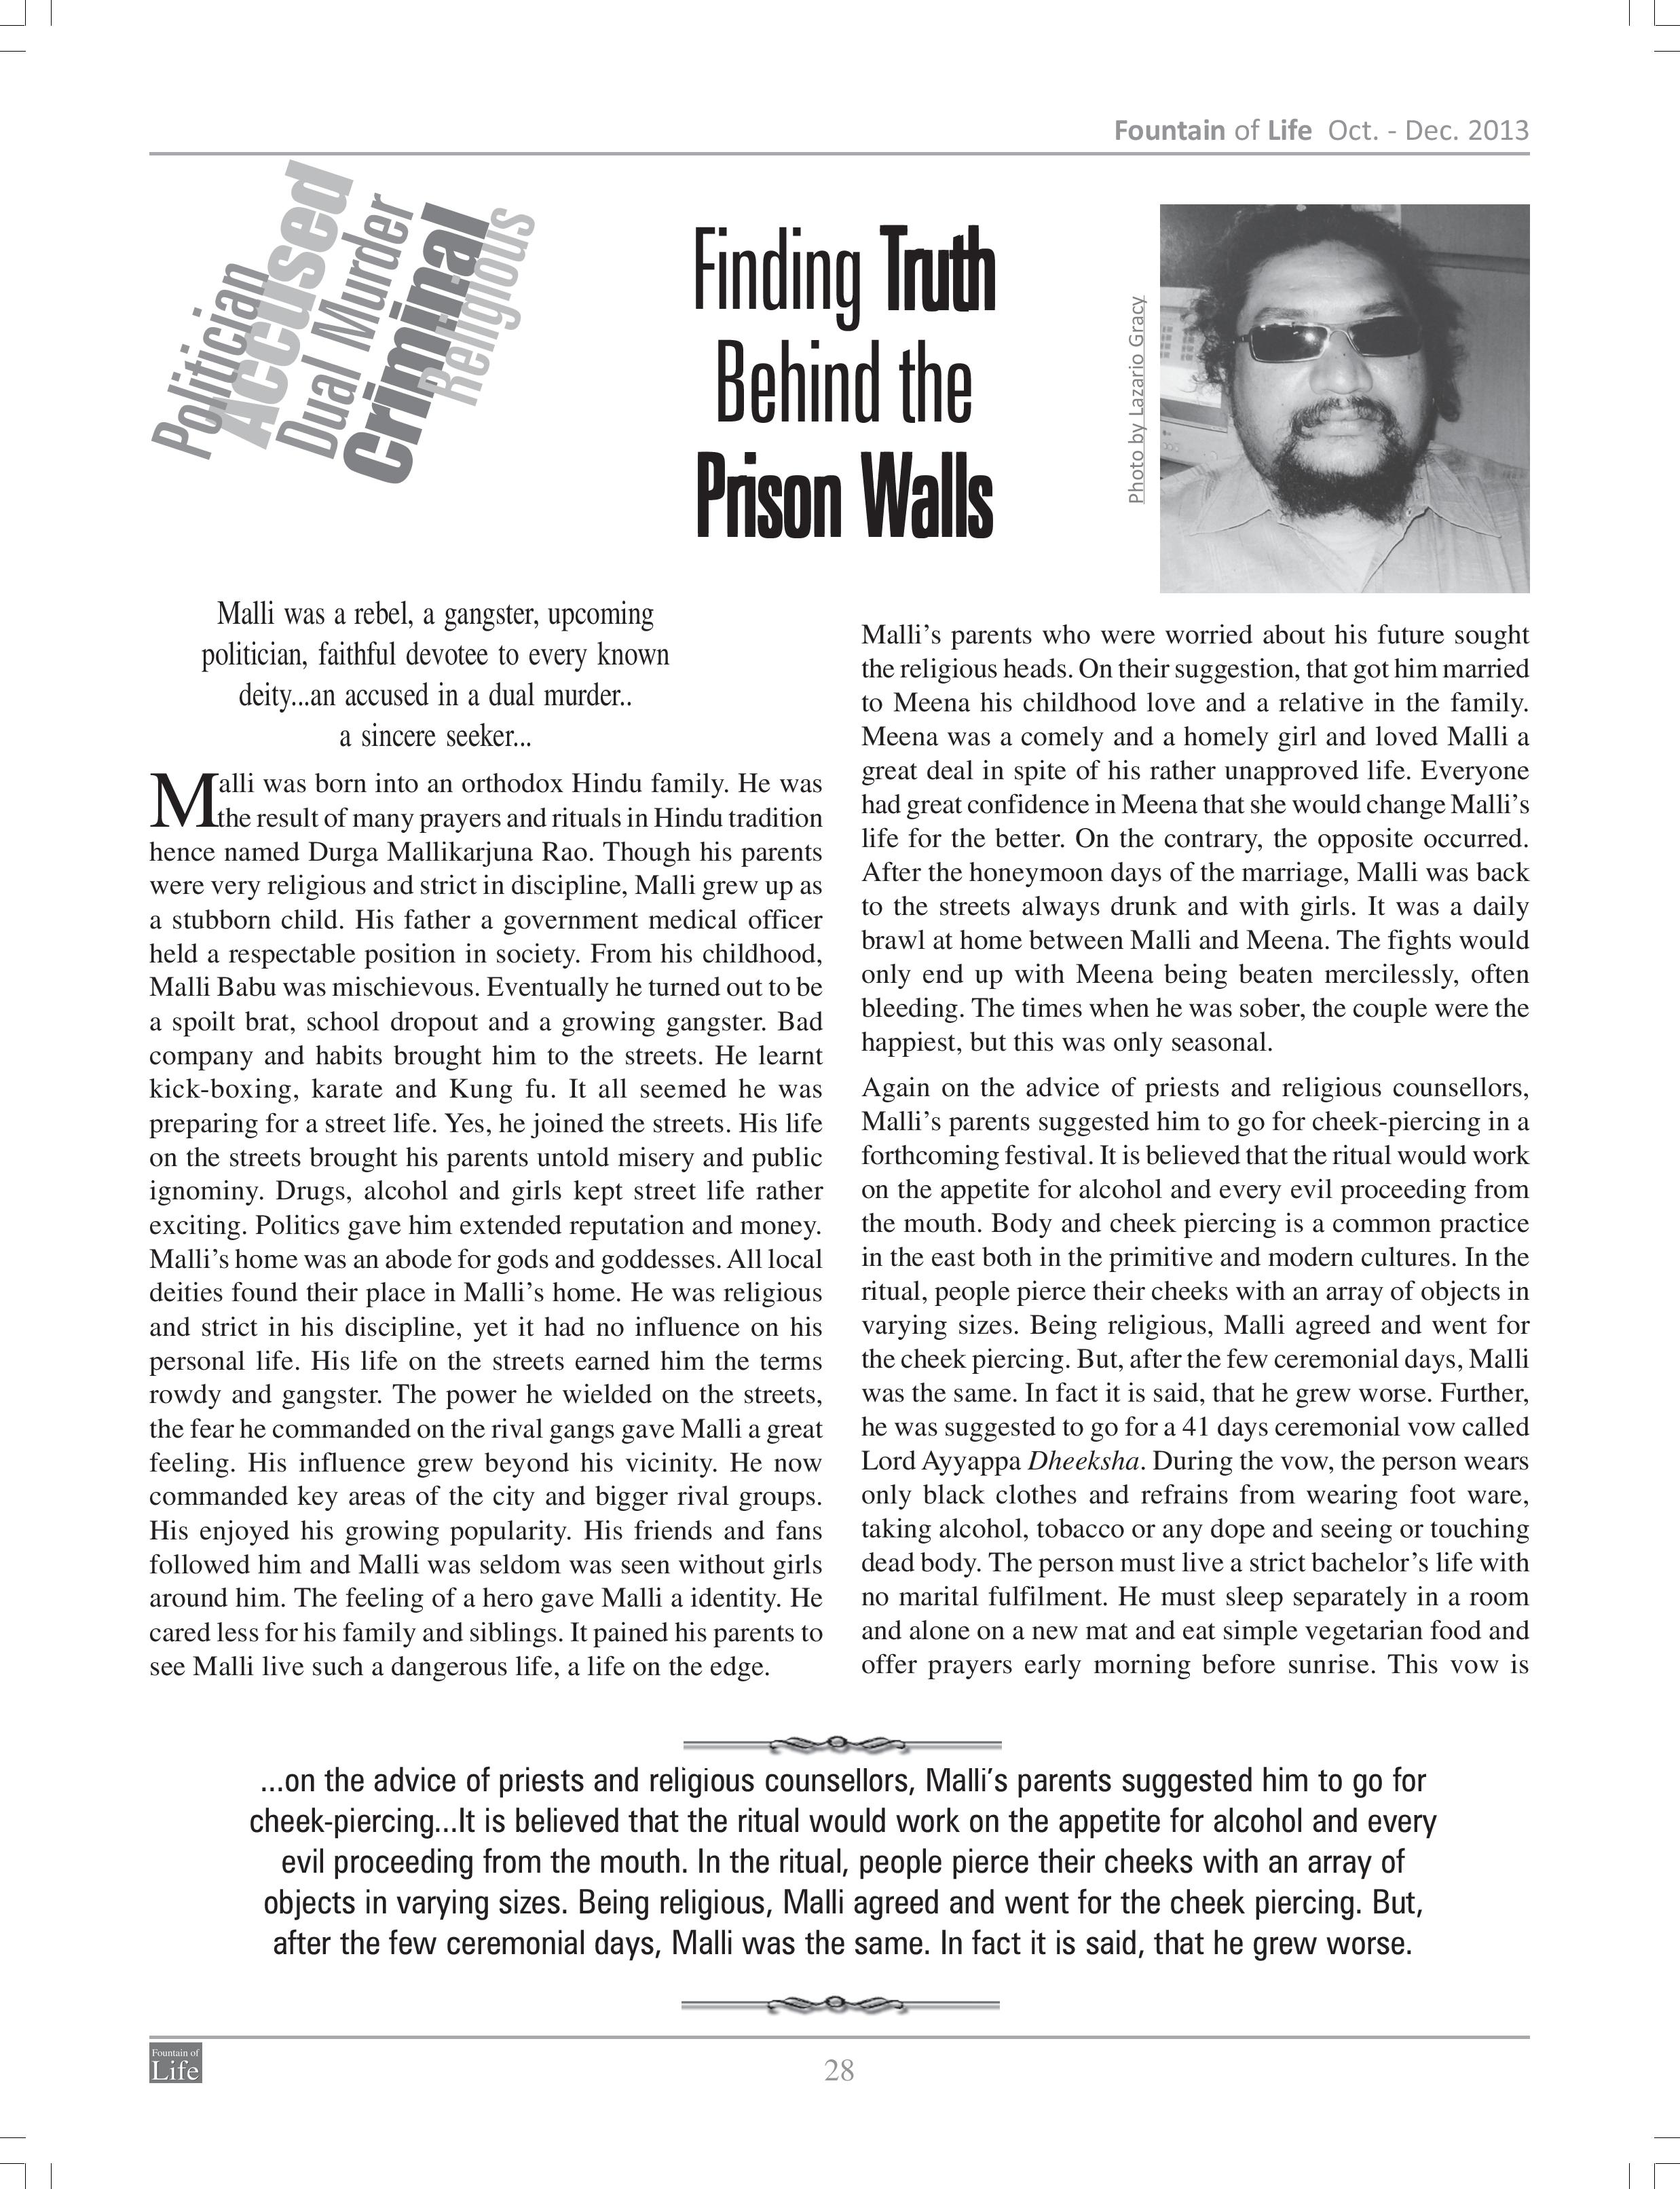 Fountain of Life Oct. - Dec. 2013
Politician
Accused
Dual Murder
Criminal
Religious
Finding Truth
Behind the
Prison Walls
Photo by Lazario Gracy
Malli was a rebel, a gangster, upcoming
politician, faithful devotee to every known
deity...an accused in a dual murder..
a sincere seeker...
Malli was born into an orthodox Hindu family. He was
the result of many prayers and rituals in Hindu tradition
hence named Durga Mallikarjuna Rao. Though his parents
were very religious and strict in discipline, Malli grew up as
a stubborn child. His father a government medical officer
held a respectable position in society. From his childhood,
Malli Babu was mischievous. Eventually he turned out to be
a spoilt brat, school dropout and a growing gangster. Bad
company and habits brought him to the streets. He learnt
kick-boxing, karate and Kung fu. It all seemed he was
preparing for a street life. Yes, he joined the streets. His life
on the streets brought his parents untold misery and public
ignominy. Drugs, alcohol and girls kept street life rather
exciting. Politics gave him extended reputation and money.
Malli's home was an abode for gods and goddesses. All local
deities found their place in Malli's home. He was religious
and strict in his discipline, yet it had no influence on his
personal life. His life on the streets earned him the terms
rowdy and gangster. The power he wielded on the streets,
the fear he commanded on the rival gangs gave Malli a great
feeling. His influence grew beyond his vicinity. He now
commanded key areas of the city and bigger rival groups.
His enjoyed his growing popularity. His friends and fans
followed him and Malli was seldom was seen without girls
around him. The feeling of a hero gave Malli a identity. He
cared less for his family and siblings. It pained his parents to
see Malli live such a dangerous life, a life on the edge.
Malli's parents who were worried about his future sought
the religious heads. On their suggestion, that got him married
to Meena his childhood love and a relative in the family.
Meena was a comely and a homely girl and loved Malli a
great deal in spite of his rather unapproved life. Everyone
had great confidence in Meena that she would change Malli's
life for the better. On the contrary, the opposite occurred.
After the honeymoon days of the marriage, Malli was back
to the streets always drunk and with girls. It was a daily
brawl at home between Malli and Meena. The fights would
only end up with Meena being beaten mercilessly, often
bleeding. The times when he was sober, the couple were the
happiest, but this was only seasonal.
Again on the advice of priests and religious counsellors,
Malli's parents suggested him to go for cheek-piercing in a
forthcoming festival. It is believed that the ritual would work
on the appetite for alcohol and every evil proceeding from
the mouth. Body and cheek piercing is a common practice
in the east both in the primitive and modern cultures. In the
ritual, people pierce their cheeks with an array of objects in
varying sizes. Being religious, Malli agreed and went for
the cheek piercing. But, after the few ceremonial days, Malli
was the same. In fact it is said, that he grew worse. Further,
he was suggested to go for a 41 days ceremonial vow called
Lord Ayyappa Dheeksha. During the vow, the person wears
only black clothes and refrains from wearing foot ware,
taking alcohol, tobacco or any dope and seeing or touching
dead body. The person must live a strict bachelor's life with
no marital fulfilment. He must sleep separately in a room
and alone on a new mat and eat simple vegetarian food and
offer prayers early morning before sunrise. This vow is
...on the advice of priests and religious counsellors, Malli's parents suggested him to go for
cheek-piercing...It is believed that the ritual would work on the appetite for alcohol and every
evil proceeding from the mouth. In the ritual, people pierce their cheeks with an array of
objects in varying sizes. Being religious, Malli agreed and went for the cheek piercing. But,
after the few ceremonial days, Malli was the same. In fact it is said, that he grew worse.
Fountain of
Life
28